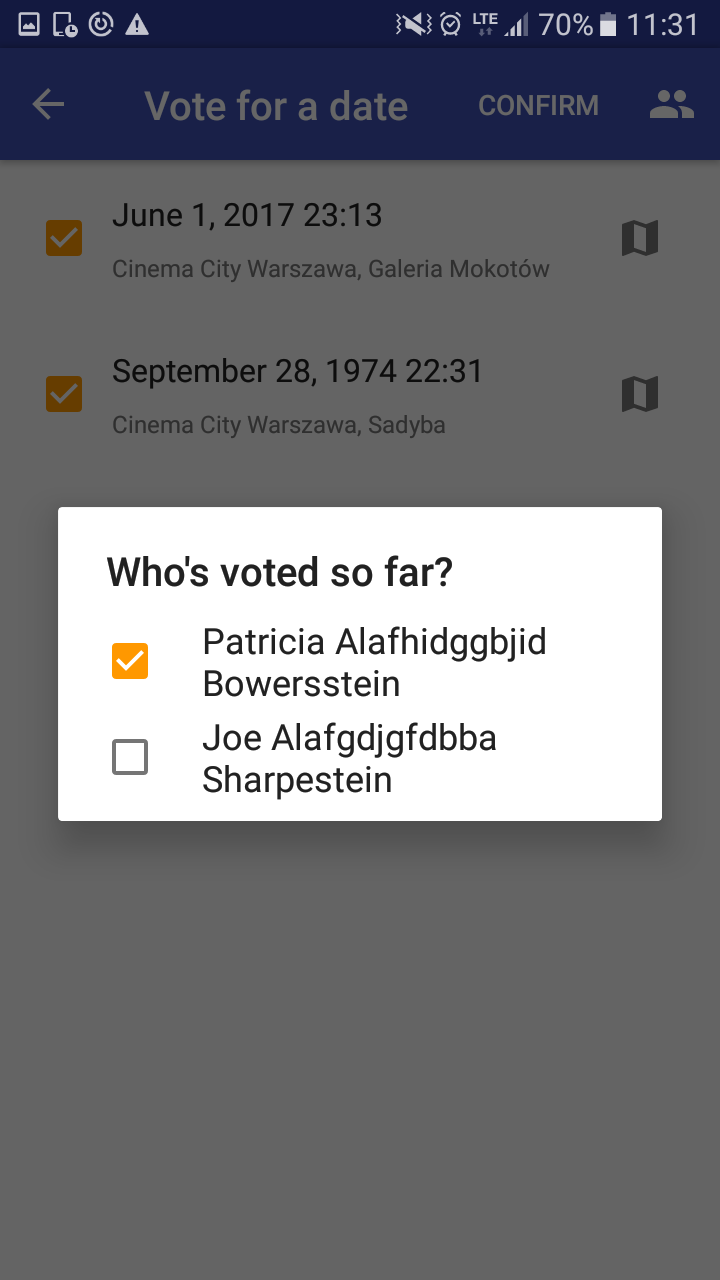 LTE 70% 11:31
Vote for a date CONFIRM
June 1, 2017 23:13
Cinema City Warszawa, Galeria Mokotów
September 28, 1974 22:31
Cinema City Warszawa, Sadyba
Who's voted so far?
Patricia Alafhidggbjid
Bowersstein
Joe Alafgdjgfdbba
Sharpestein